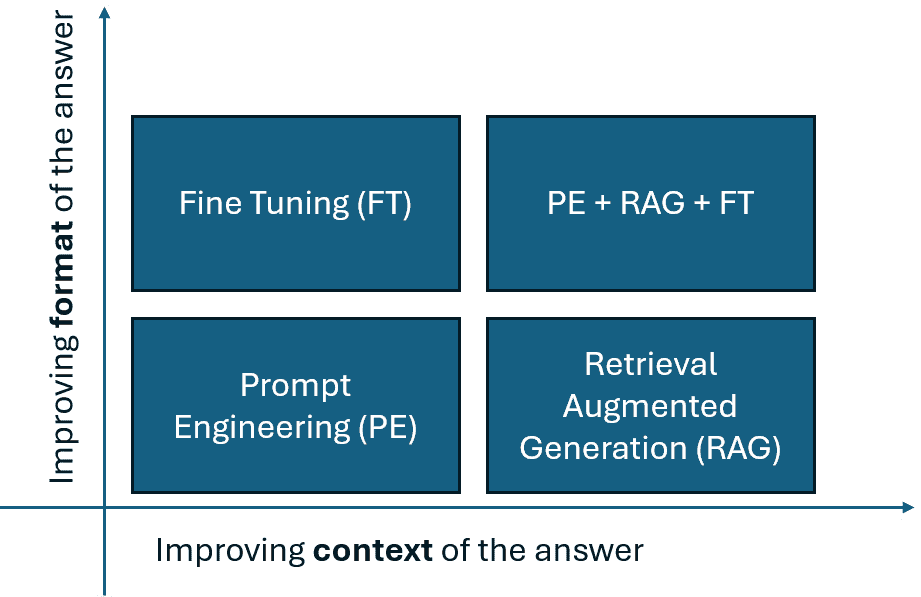 Improving format of the answer
Fine Tuning (FT)
PE + RAG + FT
Prompt
Engineering (PE)
Retrieval
Augmented
Generation (RAG)
Improving context of the answer